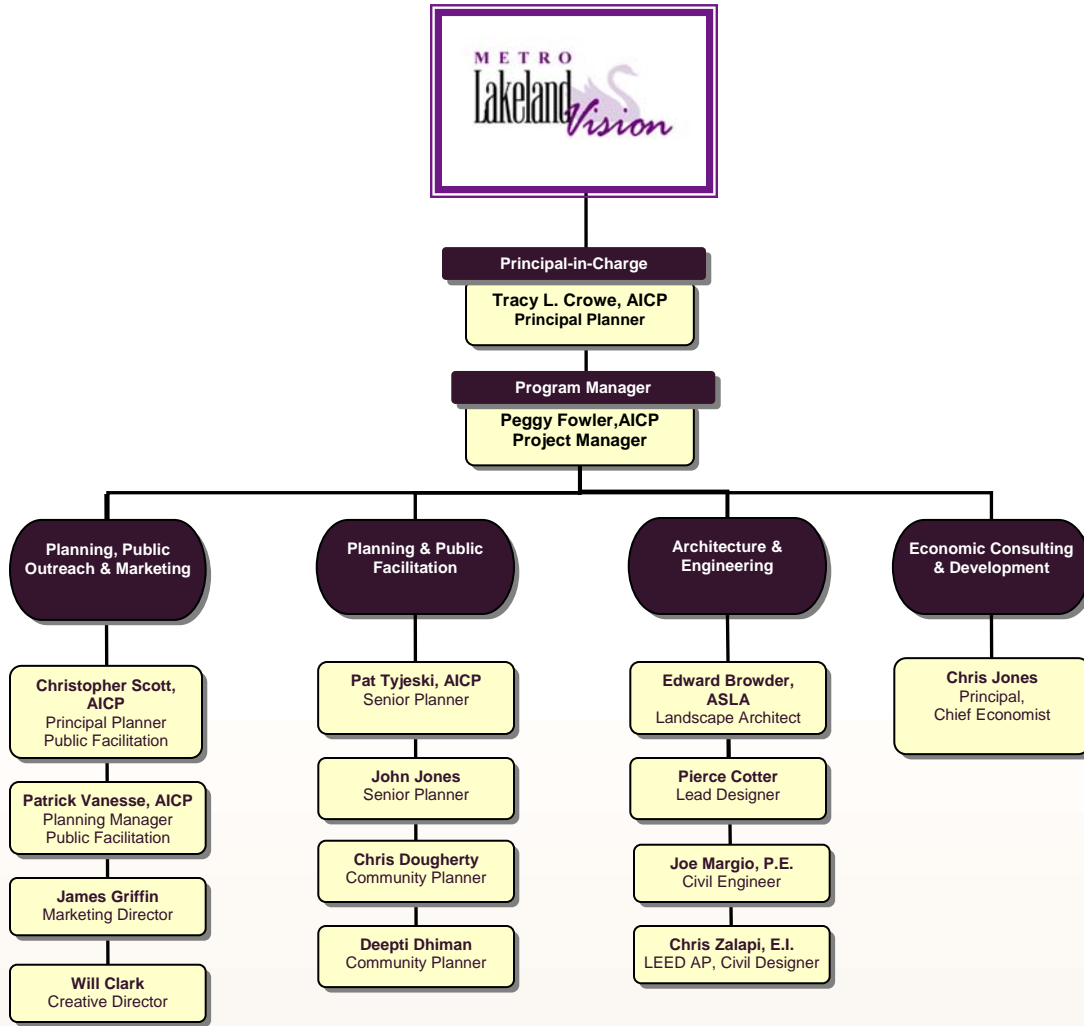 METRO
Lakeland
Vision
Principal-in-Charge
Tracy L. Crowe, AICP
Principal Planner
Program Manager
Peggy Fowler,AICP
Project Manager
Planning, Public
Outreach & Marketing
Christopher Scott,
AICP
Principal Planner
Public Facilitation
Patrick Vanesse, AICP
Planning Manager
Public Facilitation
James Griffin
Marketing Director
Will Clark
Creative Director
Planning & Public
Facilitation
Pat Tyjeski, AICP
Senior Planner
John Jones
Senior Planner
Chris Dougherty
Community Planner
Deepti Dhiman
Community Planner
Architecture &
Engineering
Edward Browder,
ASLA
Landscape Architect
Pierce Cotter
Lead Designer
Joe Margio, P.E.
Civil Engineer
Chris Zalapi, E.I.
LEED AP, Civil Designer
Economic Consulting
& Development
Chris Jones
Principal,
Chief Economist